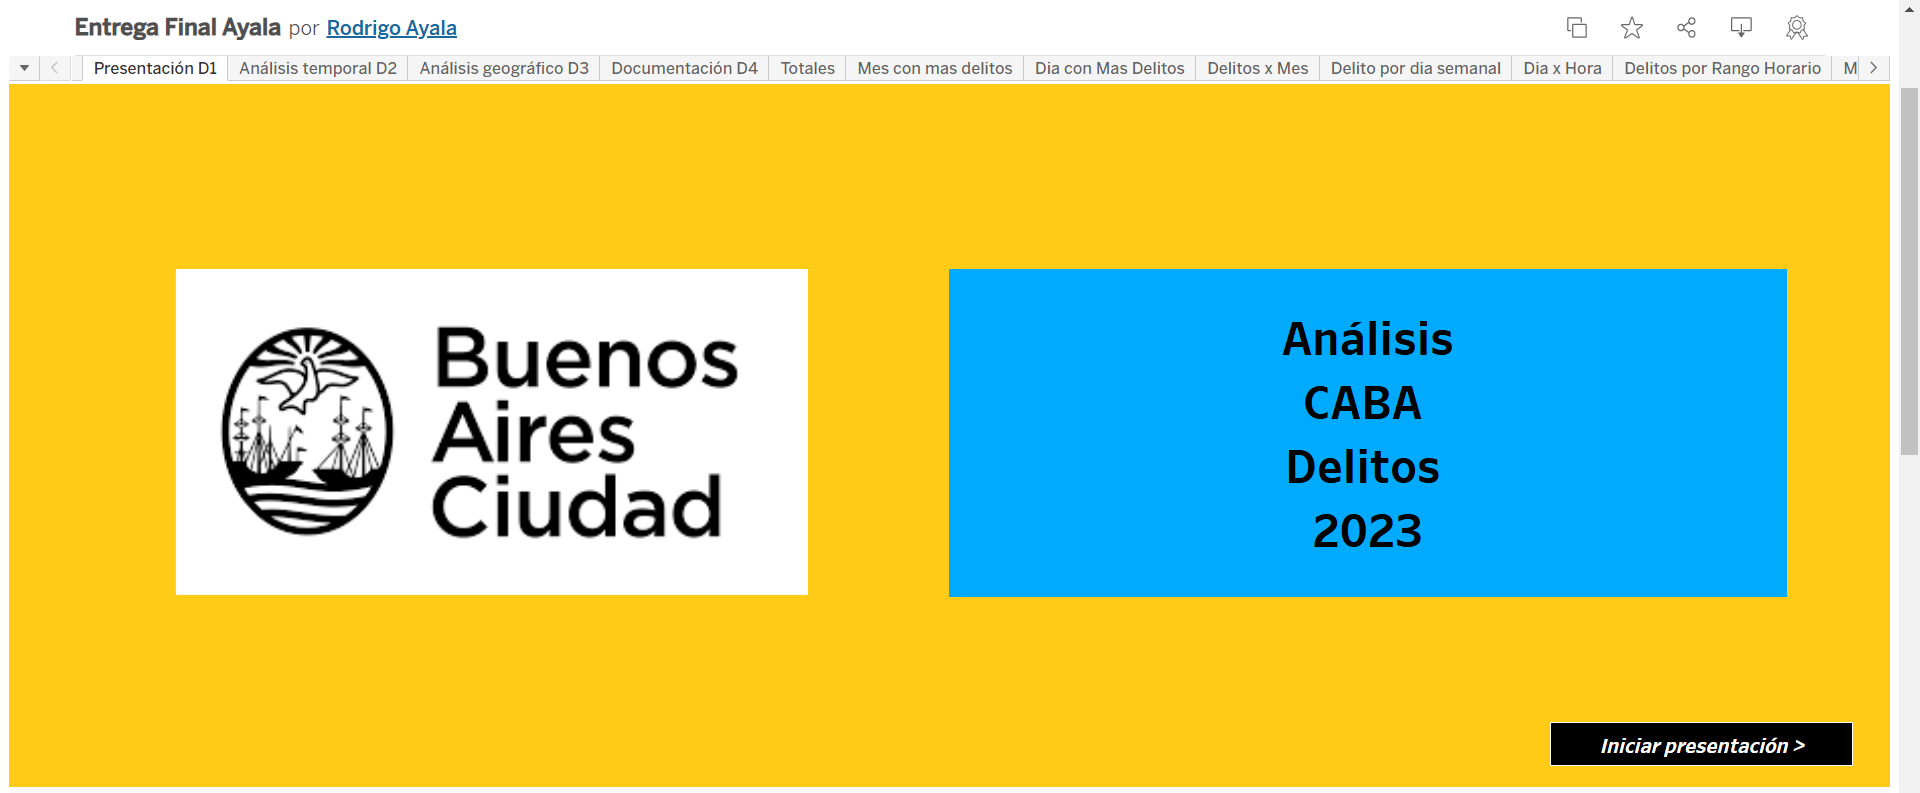 Entrega Final Ayala por Rodrigo Ayala
Presentación D1 Análisis temporal D2 Análisis geográfico D3 Documentación D4 Totales Mes con mas delitos Dia con Mas Delitos Delitos x Mes Delito por dia semanal Dia x Hora Delitos por Rango Horario M
Buenos
Aires
Ciudad
Análisis
CABA
Delitos
2023
Iniciar presentación >